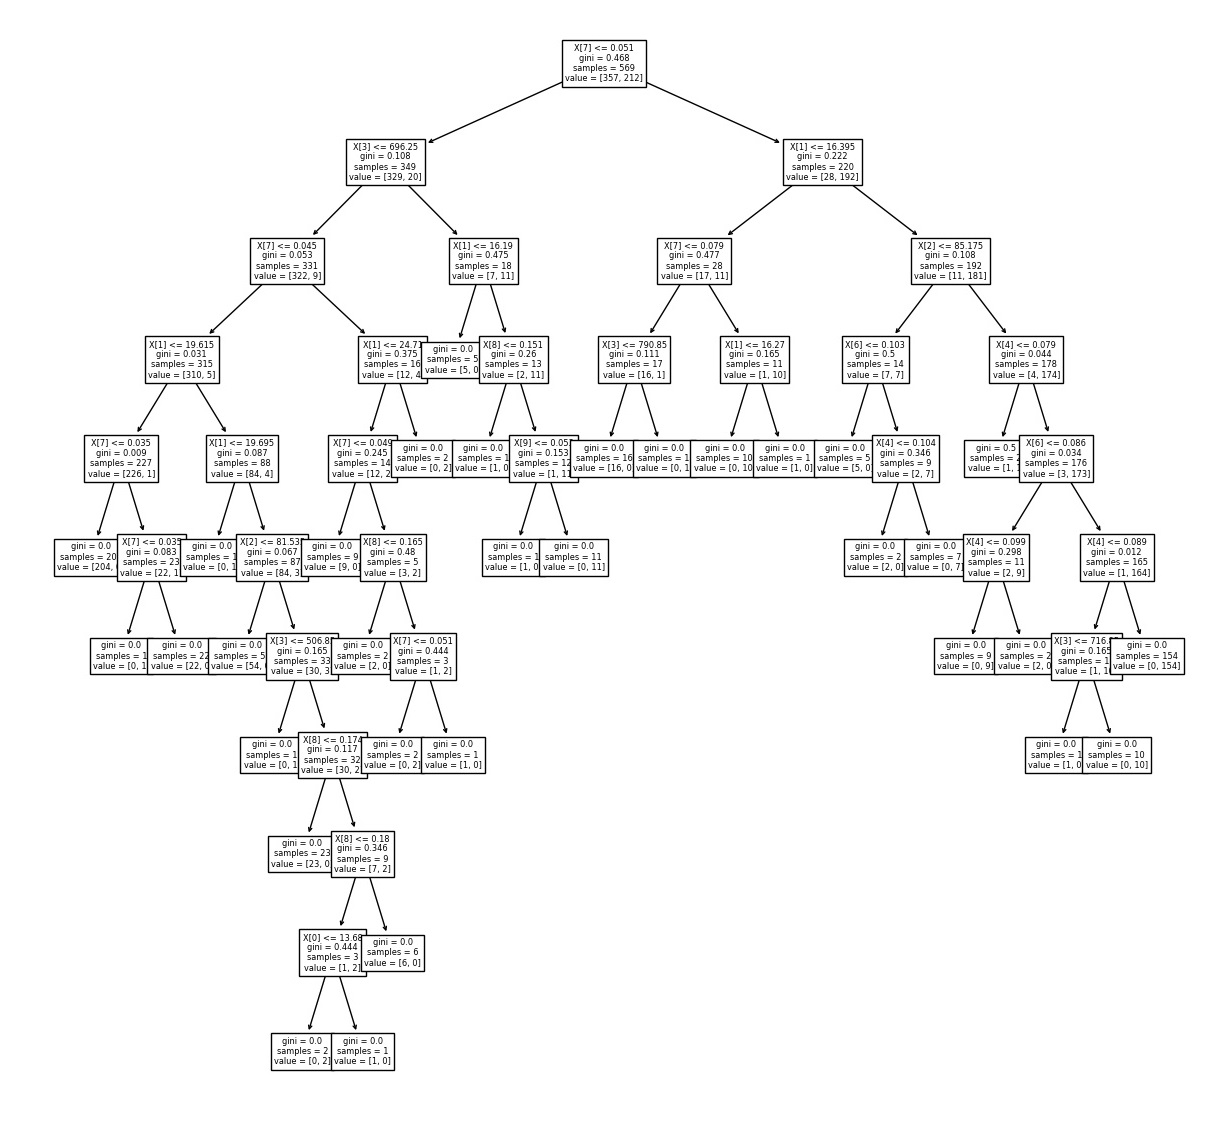 X[7] <= 0.051
gini = 0.468
samples = 569
value = [357, 212]
X[3] <= 696.25
gini = 0.108
samples = 349
value = [329, 20]
X[1] <= 16.395
gini = 0.222
samples = 220
value = [28, 192]
X[7] <= 0.045
gini = 0.053
samples = 331
value = [322, 9]
X[1] <= 16.19
gini = 0.475
samples = 18
value = [7, 11]
X[7] <= 0.079
gini = 0.477
samples = 28
value = [17, 11]
X[2] <= 85.175
gini = 0.108
samples = 192
value = [11, 181]
X[1] <= 19.615
gini = 0.031
samples = 315
value = [310, 5]
X[1] <= 24.71
gini = 0.375
samples = 16
value = [12, 4
gini = 0.0
samples = 5
value = [5, 0
X[8] <= 0.151
gini = 0.26
samples = 13
value = [2, 11]
X[3] <= 790.85
gini = 0.111
samples = 17
value = [16, 1]
X[1] <= 16.27
gini = 0.165
samples = 11
value = [1, 10]
X[6] <= 0.103
gini = 0.5
samples = 14
value = [7, 7]
X[4] <= 0.079
gini = 0.044
samples = 178
value = [4, 174]
X[7] <= 0.035
gini = 0.009
samples = 227
value = [226, 1]
X[1] <= 19.695
gini = 0.087
samples = 88
value = [84, 4]
X[7] <= 0.049
gini = 0.245
samples = 14
value = [12, 2
gini = 0.0
samples = 2
value = [0, 2]
gini = 0.0
samples = 1
value = [1, 0
X[9] <= 0.05
gini = 0.153
samples = 12
value = [1, 11
gini = 0.0
samples = 16
value = [16, 0
gini = 0.0
samples = 1
value = [0, 1
gini = 0.0
samples = 10
value = [0, 10
gini = 0.0
samples = 1
value = [1, 0]
gini = 0.0
samples = 5
value = [5, 0
X[4] <= 0.104
gini = 0.346
samples = 9
value = [2, 7]
gini = 0.5
samples = 2
value = [1, 
X[6] <= 0.086
gini = 0.034
samples = 176
value = [3, 173]
gini = 0.0
samples = 20
value = [204,
X[7] <= 0.035
gini = 0.083
samples = 23
value = [22, 1
gini = 0.0
samples = 1
value = [0, 1
X[2] <= 81.53
gini = 0.067
samples = 87
value = [84, 3
gini = 0.0
samples = 9
value = [9, 0]
X[8] <= 0.165
gini = 0.48
samples = 5
value = [3, 2]
gini = 0.0
samples = 1
value = [1, 0
gini = 0.0
samples = 11
value = [0, 11]
gini = 0.0
samples = 2
value = [2, 0]
gini = 0.0
samples = 7
value = [0, 7]
X[4] <= 0.099
gini = 0.298
samples = 11
value = [2, 9]
X[4] <= 0.089
gini = 0.012
samples = 165
value = [1, 164]
gini = 0.0
samples = 1
value = [0, 1
gini = 0.0
samples = 22
value = [22, 0
gini = 0.0
samples = 5
value = [54,
X[3] <= 506.8
gini = 0.165
samples = 33
value = [30, 3
gini = 0.0
samples = 2
value = [2, 0]
X[7] <= 0.051
gini = 0.444
samples = 3
value = [1, 2]
gini = 0.0
samples = 9
value = [0, 9]
gini = 0.0
samples = 2
value = [2, 0
X[3] <= 716.
gini = 0.165
samples = 1
value = [1, 1
gini = 0.0
samples = 154
value = [0, 154]
gini = 0.0
samples = 1
value = [0, 1
X[8] <= 0.174
gini = 0.117
samples = 32
value = [30, 2
gini = 0.0
samples = 2
value = [0, 2]
gini = 0.0
samples = 1
value = [1, 0]
gini = 0.0
samples = 1
value = [1, 0
gini = 0.0
samples = 10
value = [0, 10]
gini = 0.0
samples = 23
value = [23, 0
X[8] <= 0.18
gini = 0.346
samples = 9
value = [7, 2]
X[0] <= 13.68
gini = 0.444
samples = 3
value = [1, 2]
gini = 0.0
samples = 6
value = [6, 0]
gini = 0.0
samples = 2
value = [0, 2]
gini = 0.0
samples = 1
value = [1, 0]